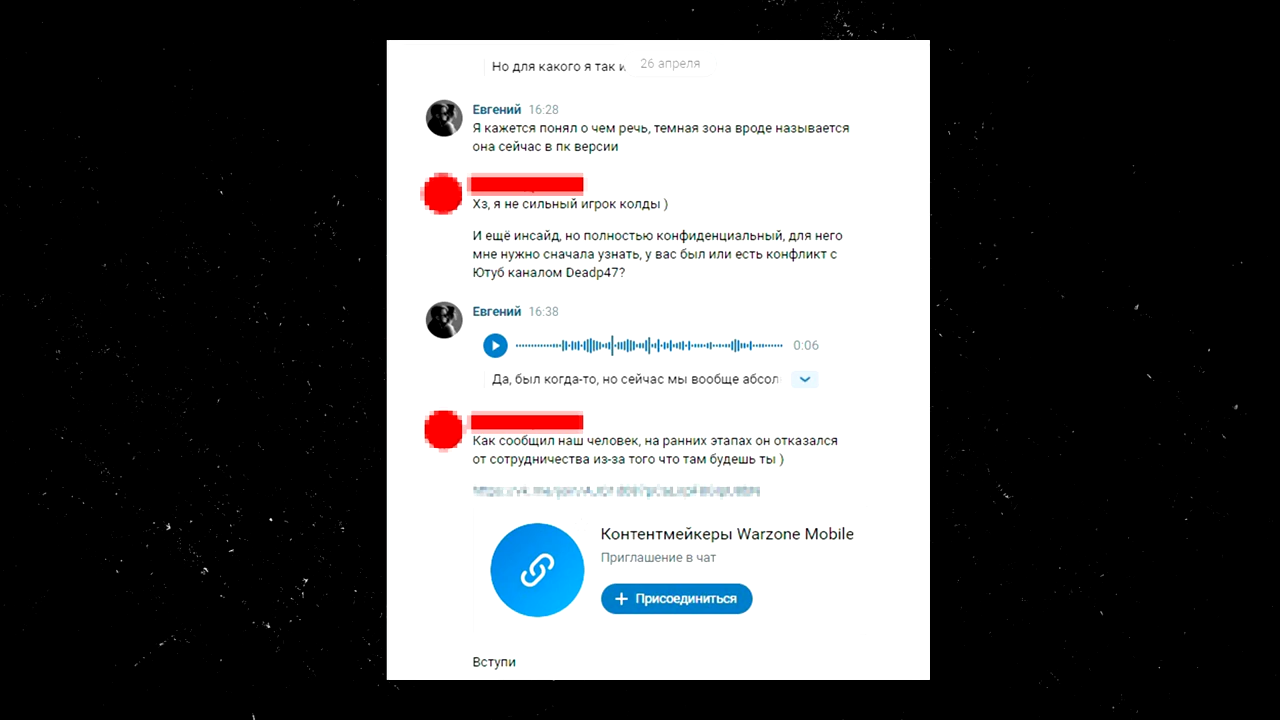 Но для какого я так и
26 апреля
Евгений 16:28
Я кажется понял о чем речь, темная зона вроде называется
она сейчас в пк версии
Хз, я не сильный игрок колды )
И ещё инсайд, но полностью конфиденциальный, для него
мне нужно сначала узнать, у вас был или есть конфликт с
Ютуб каналом Deadp47?
Евгений 16:38
0:06
Да, был когда-то, но сейчас мы вообще абсол
Как сообщил наш человек, на ранних этапах он отказался
от сотрудничества из-за того что там будешь ты )
Контентмейкеры Warzone Mobile
Приглашение в чат
+ Присоединиться
Вступи